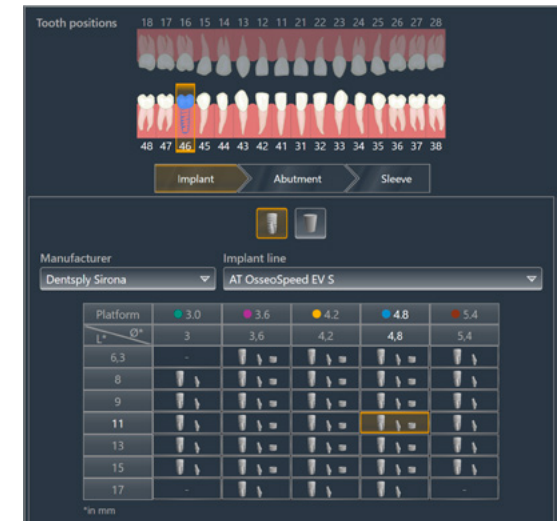 Tooth positions 18 17 16 15 14 13 12 11 21 22 23 24 25 26 27 28
48 47 46 45 44 43 42 41 31 32 33 34 35 36 37 38
Implant Abutment Sleeve
Manufacturer Implant line
Dentsply Sirona AT OsseoSpeed EV S
Platform 3.0 3.6 4.2 4.8 5.4
L* Ø* 3 3,6 4,2 4,8 5,4
6,3 -
8
9
11
13
15
17 - -
*in mm